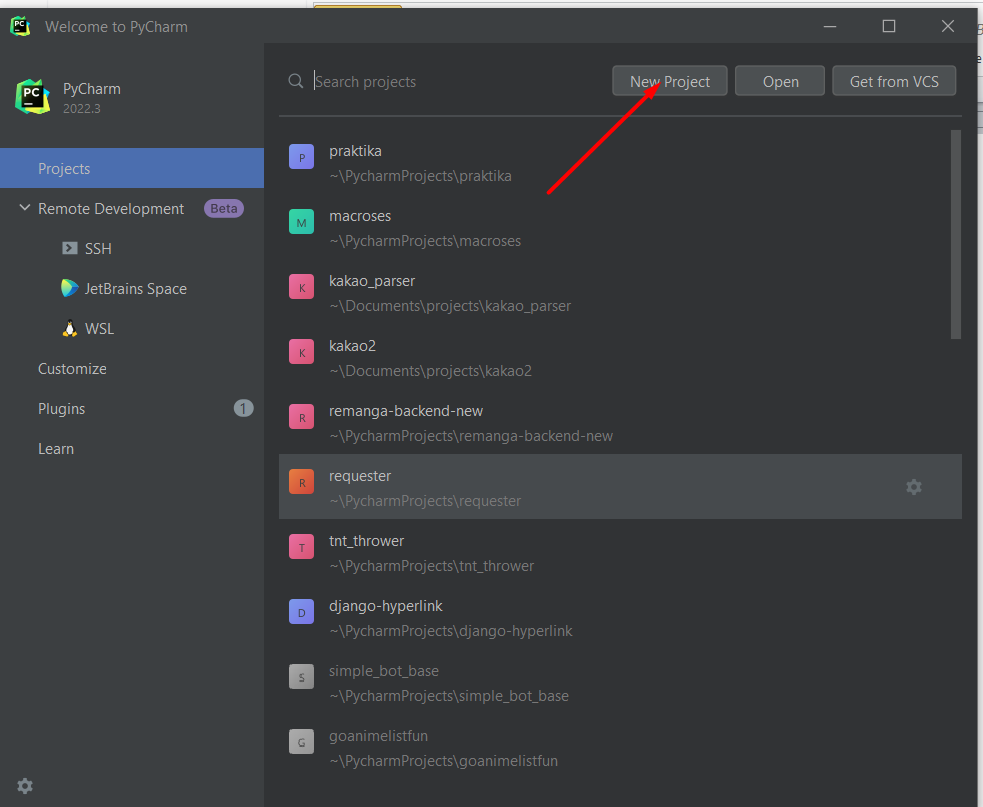 Welcome to PyCharm
PyCharm
2022.3
Projects
Remote Development Beta
SSH
JetBrains Space
WSL
Customize
Plugins 1
Learn
Search projects
New Project
Open
Get from VCS
P praktika
~\PycharmProjects\praktika
M macroses
~\PycharmProjects\macroses
K kakao_parser
~\Documents\projects\kakao_parser
K kakao2
~\Documents\projects\kakao2
R remanga-backend-new
~\PycharmProjects\remanga-backend-new
R requester
~\PycharmProjects\requester
T tnt_thrower
~\PycharmProjects\tnt_thrower
D django-hyperlink
~\PycharmProjects\django-hyperlink
S simple_bot_base
~\PycharmProjects\simple_bot_base
G goanimelistfun
~\PycharmProjects\goanimelistfun